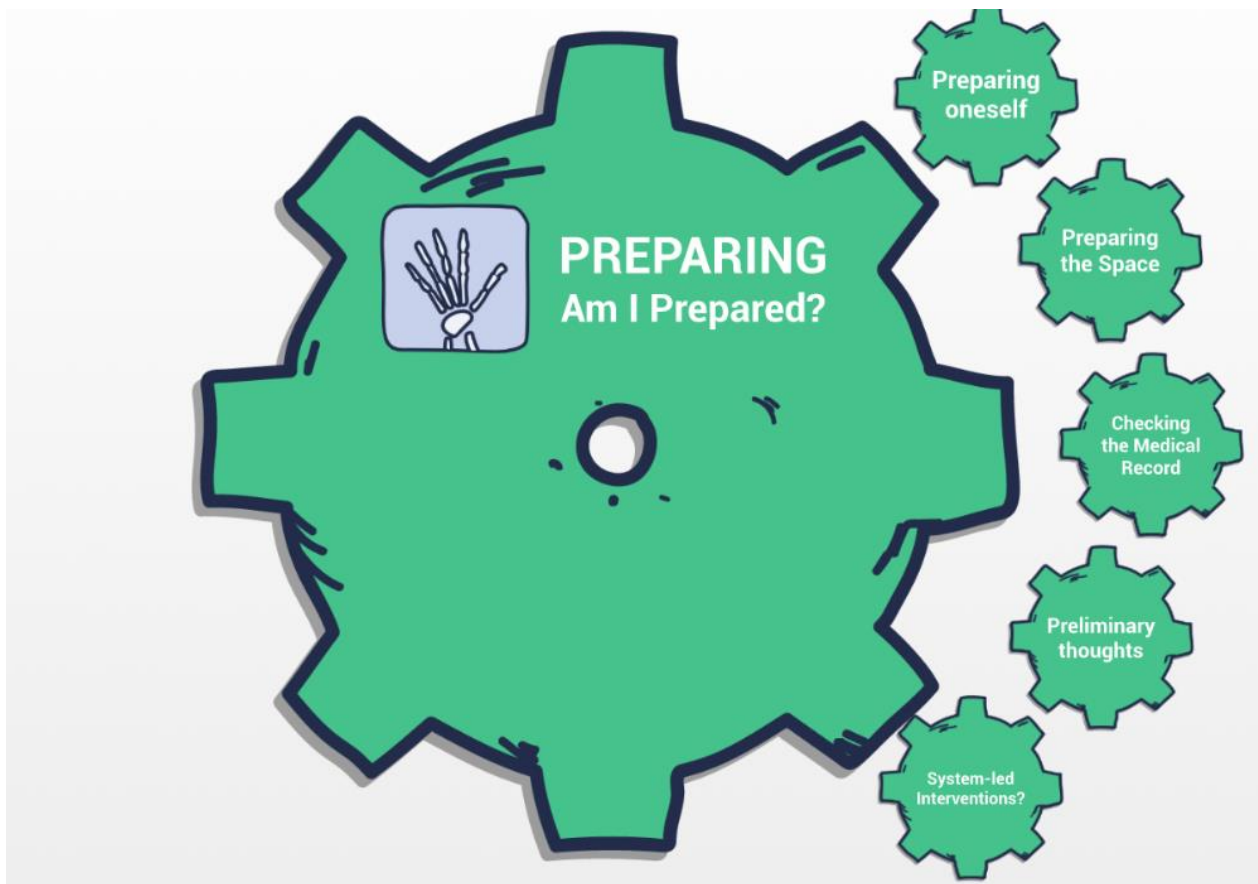 PREPARING
Am I Prepared?
Preparing
oneself
Preparing
the Space
Checking
the Medical
Record
Preliminary
thoughts
System-led
Interventions?